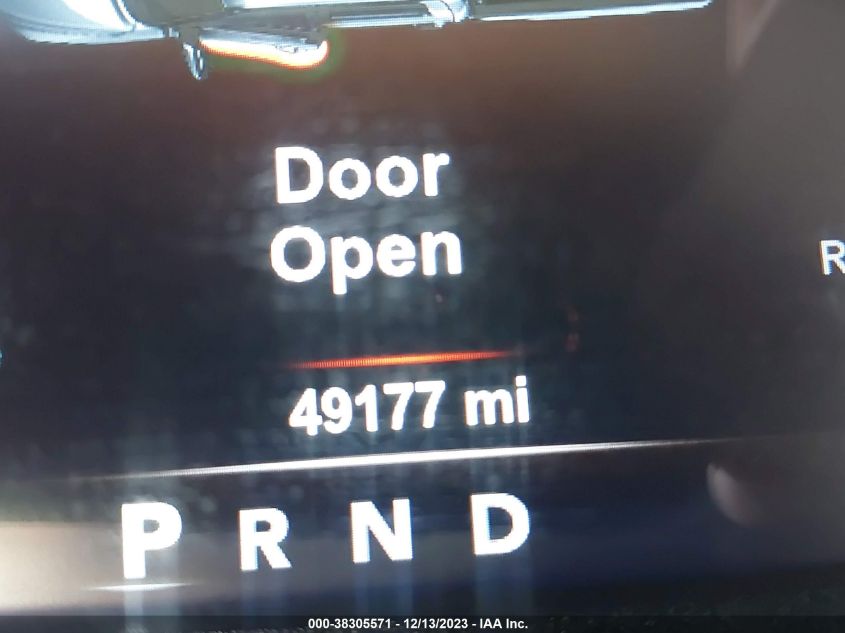 Door
Open
R
49177 mi
P R N D
000-38305571 - 12/13/2023 - IAA Inc.